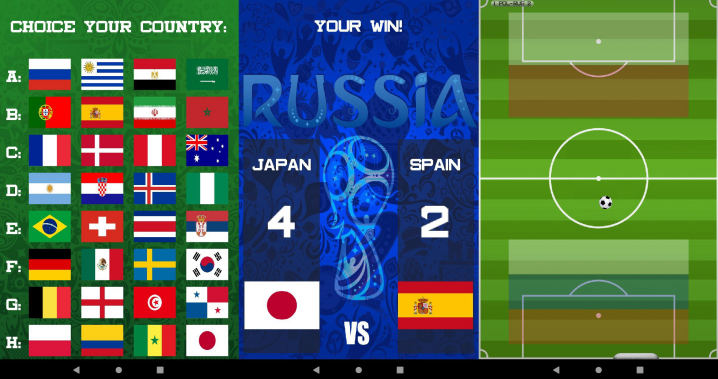 CHOICE YOUR COUNTRY:
A:
B:
C:
D:
E:
F:
G:
H:
YOUR WIN!
RUSSIA
JAPAN
SPAIN
4
2
VS